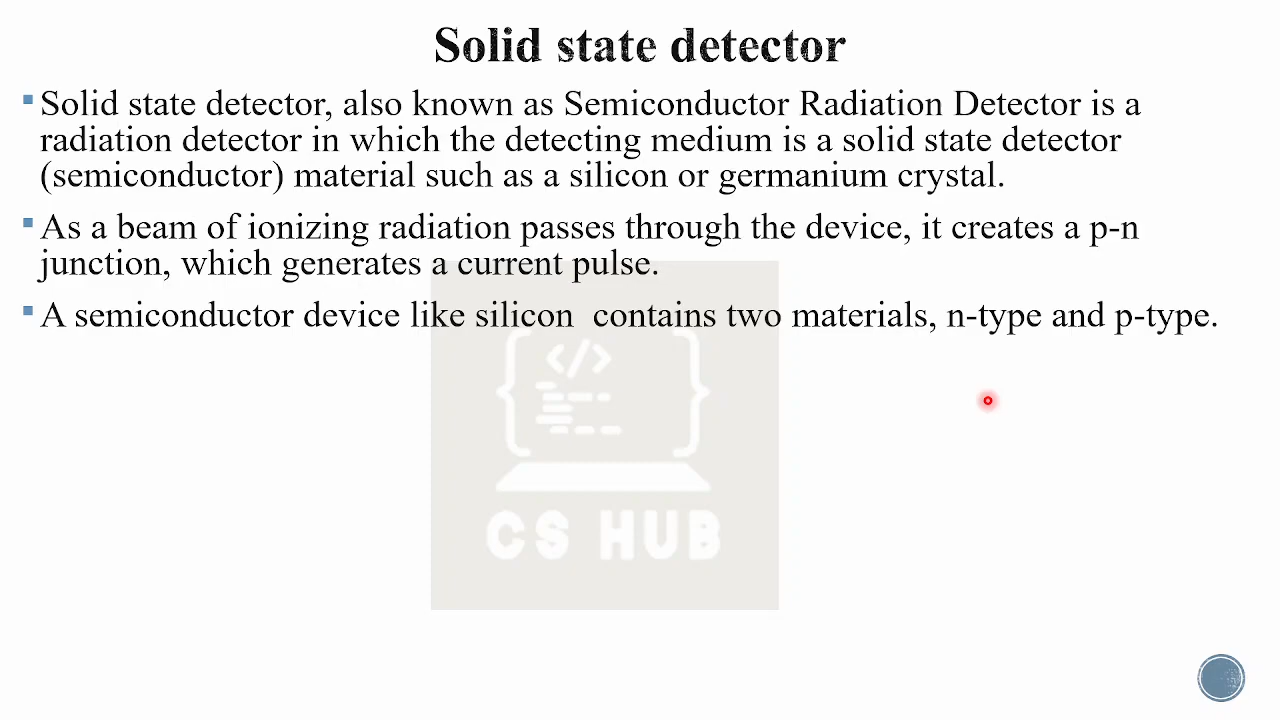 Solid state detector
Solid state detector, also known as Semiconductor Radiation Detector is a
radiation detector in which the detecting medium is a solid state detector
(semiconductor) material such as a silicon or germanium crystal.
As a beam of ionizing radiation passes through the device, it creates a p-n
junction, which generates a current pulse.
A semiconductor device like silicon  contains two materials, n-type and p-type.
</>
CS HUB